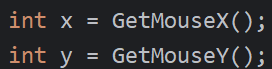 int x = GetMouseX();
int y = GetMouseY();